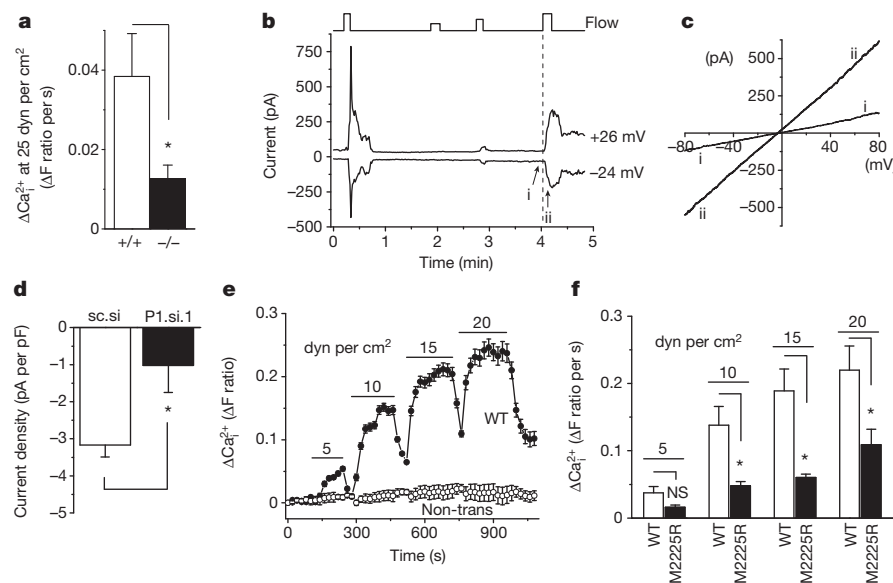 a
ΔCa²⁺ᵢ at 25 dyn per cm²
(ΔF ratio per s)
0.04
0.02
0
*
+/+
−/−
b
Flow
Current (pA)
750
500
250
0
−250
−500
+26 mV
−24 mV
i
ii
0
1
2
3
4
5
Time (min)
c
(pA)
500
250
−250
−500
−80
−40
40
80
(mV)
ii
i
i
ii
d
sc.si
P1.si.1
Current density (pA per pF)
0
−1
−2
−3
−4
−5
*
e
ΔCa²⁺ᵢ (ΔF ratio)
0.3
0.2
0.1
0
dyn per cm²
5
10
15
20
WT
Non-trans
0
300
600
900
Time (s)
f
ΔCa²⁺ᵢ (ΔF ratio per s)
0.3
0.2
0.1
0
dyn per cm²
5
10
15
20
NS
*
*
*
WT
M2225R
WT
M2225R
WT
M2225R
WT
M2225R